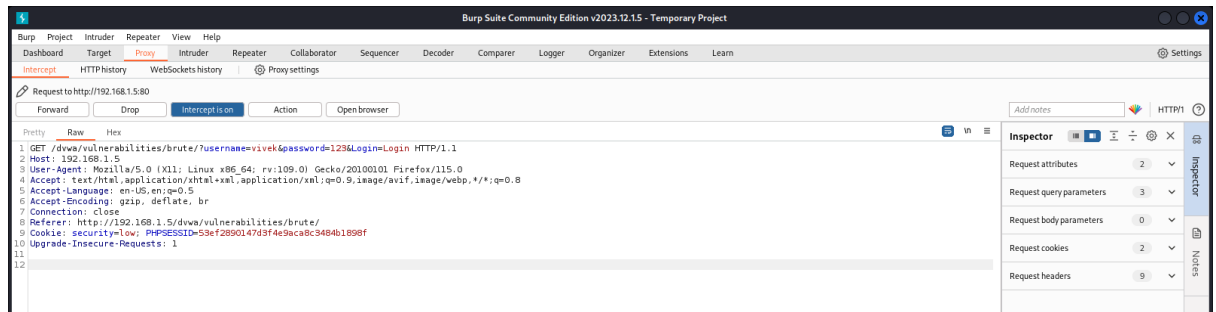 Burp Suite Community Edition v2023.12.1.5 - Temporary Project
Burp Project Intruder Repeater View Help
Dashboard Target Proxy Intruder Repeater Collaborator Sequencer Decoder Comparer Logger Organizer Extensions Learn Settings
Intercept HTTP history WebSockets history Proxy settings
Request to http://192.168.1.5:80
Forward Drop Intercept is on Action Open browser Add notes HTTP/1
Pretty Raw Hex \n
Inspector
1 GET /dvwa/vulnerabilities/brute/?username=vivek&password=123&Login=Login HTTP/1.1
2 Host: 192.168.1.5
3 User-Agent: Mozilla/5.0 (X11; Linux x86_64; rv:109.0) Gecko/20100101 Firefox/115.0
4 Accept: text/html,application/xhtml+xml,application/xml;q=0.9,image/avif,image/webp,*/*;q=0.8
5 Accept-Language: en-US,en;q=0.5
6 Accept-Encoding: gzip, deflate, br
7 Connection: close
8 Referer: http://192.168.1.5/dvwa/vulnerabilities/brute/
9 Cookie: security=low; PHPSESSID=53ef2890147d3f4e9aca8c3484b1898f
10 Upgrade-Insecure-Requests: 1
11
12
Request attributes 2
Request query parameters 3
Request body parameters 0
Request cookies 2
Request headers 9
Inspector
Notes